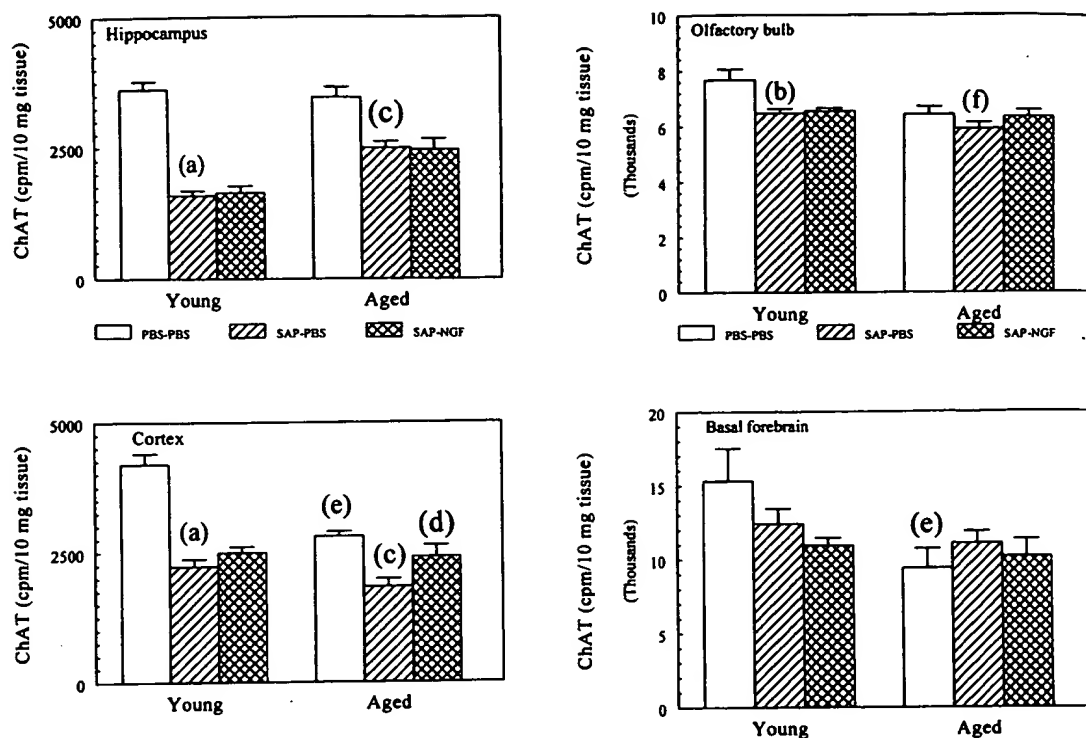 5000
Hippocampus
(a)
(c)
2500
0
ChAT (cpm/10 mg tissue)
Young Aged
PBS-PBS SAP-PBS SAP-NGF
10
Olfactory bulb
8
(b)
(f)
6
4
2
0
ChAT (cpm/10 mg tissue)
(Thousands)
Young Aged
PBS-PBS SAP-PBS SAP-NGF
5000
Cortex
(a)
(e)
(c)
(d)
2500
0
ChAT (cpm/10 mg tissue)
Young Aged
20
Basal forebrain
15
(e)
10
5
0
ChAT (cpm/10 mg tissue)
(Thousands)
Young Aged